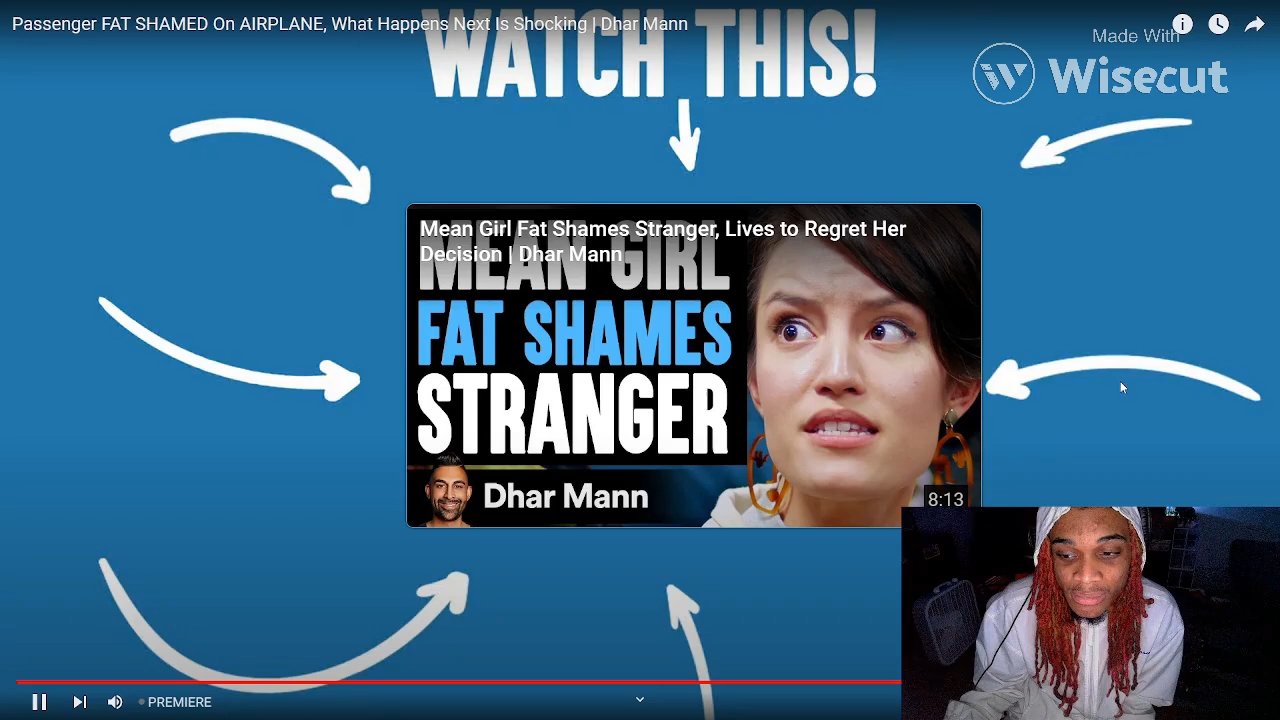 Passenger FAT SHAMED On AIRPLANE, What Happens Next Is Shocking | Dhar Mann
WATCH THIS!
Made With
Wisecut
Mean Girl Fat Shames Stranger, Lives to Regret Her
Decision | Dhar Mann
MEAN GIRL
FAT SHAMES
STRANGER
Dhar Mann
8:13
PREMIERE